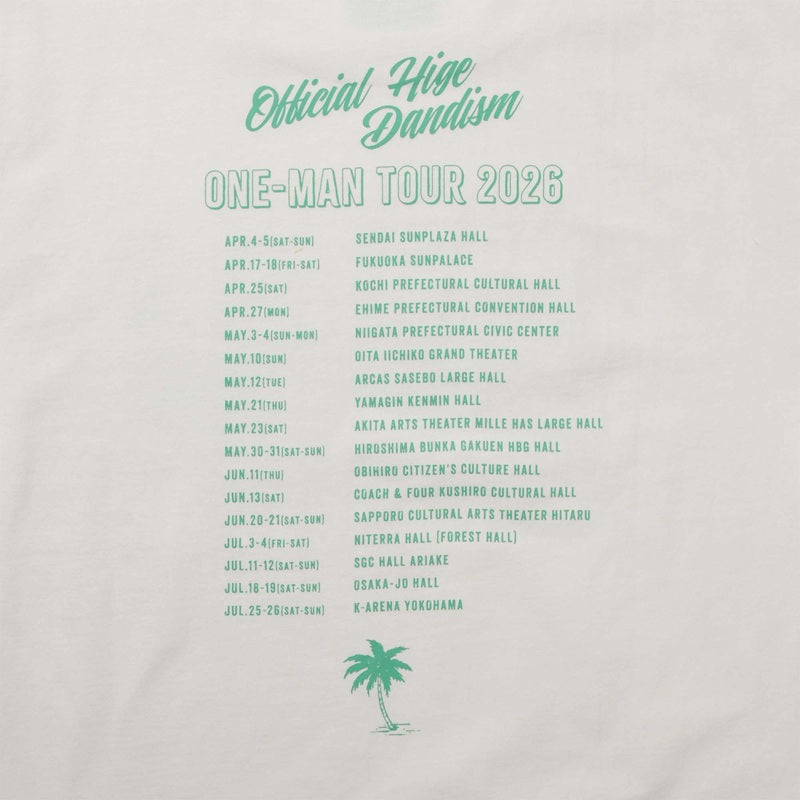 Official Hige
Dandism
ONE-MAN TOUR 2026
APR.4-5(SAT-SUN) SENDAI SUNPLAZA HALL
APR.17-18(FRI-SAT) FUKUOKA SUNPALACE
APR.25(SAT) KOCHI PREFECTURAL CULTURAL HALL
APR.27(MON) EHIME PREFECTURAL CONVENTION HALL
MAY.3-4(SUN-MON) NIIGATA PREFECTURAL CIVIC CENTER
MAY.10(SUN) OITA IICHIKO GRAND THEATER
MAY.12(TUE) ARCAS SASEBO LARGE HALL
MAY.21(THU) YAMAGIN KENMIN HALL
MAY.23(SAT) AKITA ARTS THEATER MILLE HAS LARGE HALL
MAY.30-31(SAT-SUN) HIROSHIMA BUNKA GAKUEN HBG HALL
JUN.11(THU) OBIHIRO CITIZEN'S CULTURE HALL
JUN.13(SAT) COACH & FOUR KUSHIRO CULTURAL HALL
JUN.20-21(SAT-SUN) SAPPORO CULTURAL ARTS THEATER HITARU
JUL.3-4(FRI-SAT) NITERRA HALL (FOREST HALL)
JUL.11-12(SAT-SUN) SGC HALL ARIAKE
JUL.18-19(SAT-SUN) OSAKA-JO HALL
JUL.25-26(SAT-SUN) K-ARENA YOKOHAMA